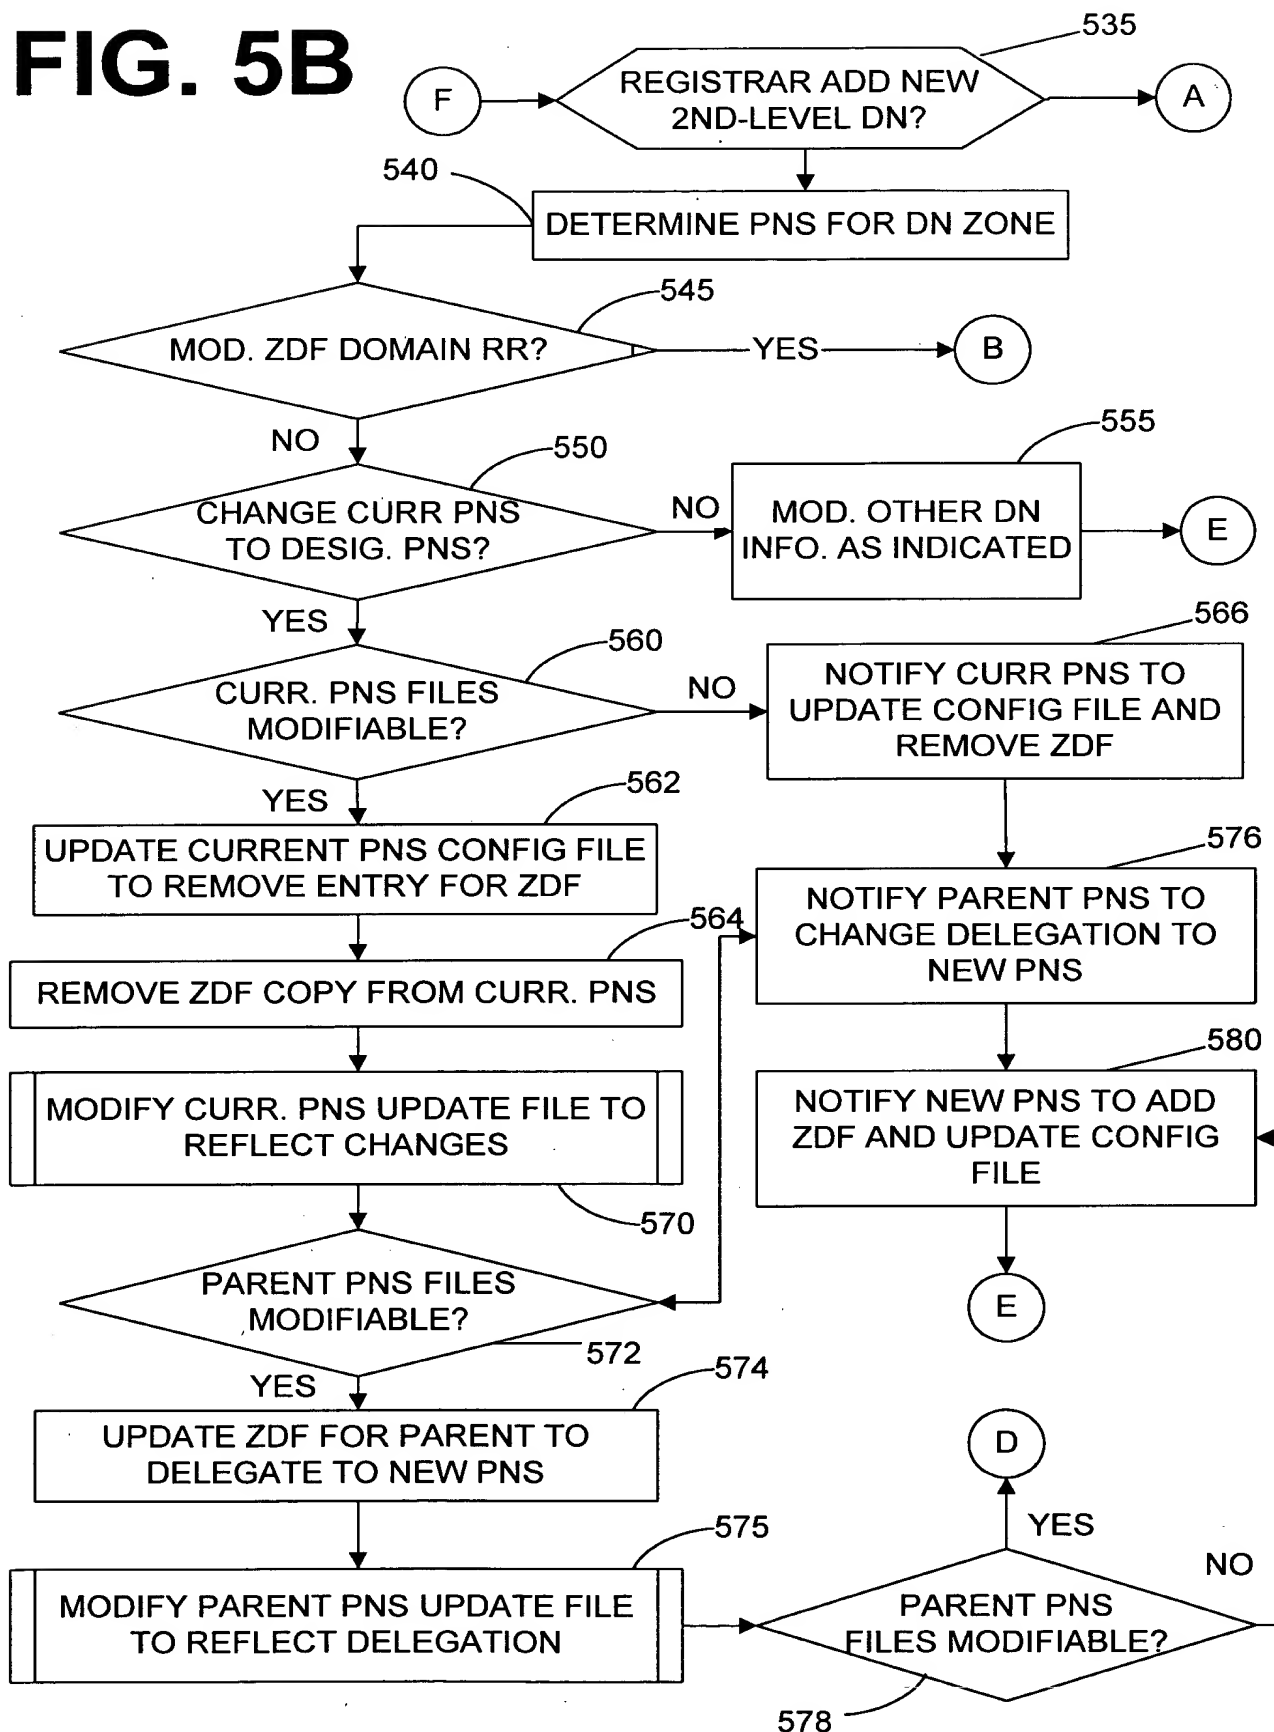 FIG. 5B
535
F
REGISTRAR ADD NEW
2ND-LEVEL DN?
A
540
DETERMINE PNS FOR DN ZONE
545
MOD. ZDF DOMAIN RR?
YES
B
NO
550
555
CHANGE CURR PNS
TO DESIG. PNS?
NO
MOD. OTHER DN
INFO. AS INDICATED
E
YES
560
566
CURR. PNS FILES
MODIFIABLE?
NO
NOTIFY CURR PNS TO
UPDATE CONFIG FILE AND
REMOVE ZDF
YES
562
UPDATE CURRENT PNS CONFIG FILE
TO REMOVE ENTRY FOR ZDF
576
564
NOTIFY PARENT PNS TO
CHANGE DELEGATION TO
NEW PNS
REMOVE ZDF COPY FROM CURR. PNS
580
MODIFY CURR. PNS UPDATE FILE TO
REFLECT CHANGES
NOTIFY NEW PNS TO ADD
ZDF AND UPDATE CONFIG
FILE
570
PARENT PNS FILES
MODIFIABLE?
E
572
YES
574
UPDATE ZDF FOR PARENT TO
DELEGATE TO NEW PNS
D
575
YES
NO
MODIFY PARENT PNS UPDATE FILE
TO REFLECT DELEGATION
PARENT PNS
FILES MODIFIABLE?
578